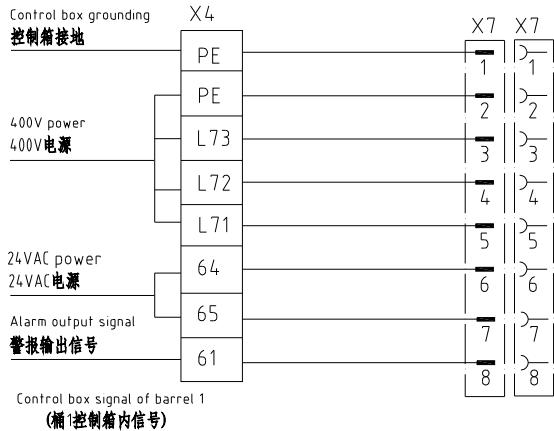 Control box grounding
控制箱接地
X4
X7
X7
PE
1
1
PE
2
2
400V power
400V电源
L73
3
3
L72
4
4
L71
5
5
24VAC power
24VAC电源
64
6
6
65
7
7
Alarm output signal
警报输出信号
61
8
8
Control box signal of barrel 1
(桶1控制箱内信号)